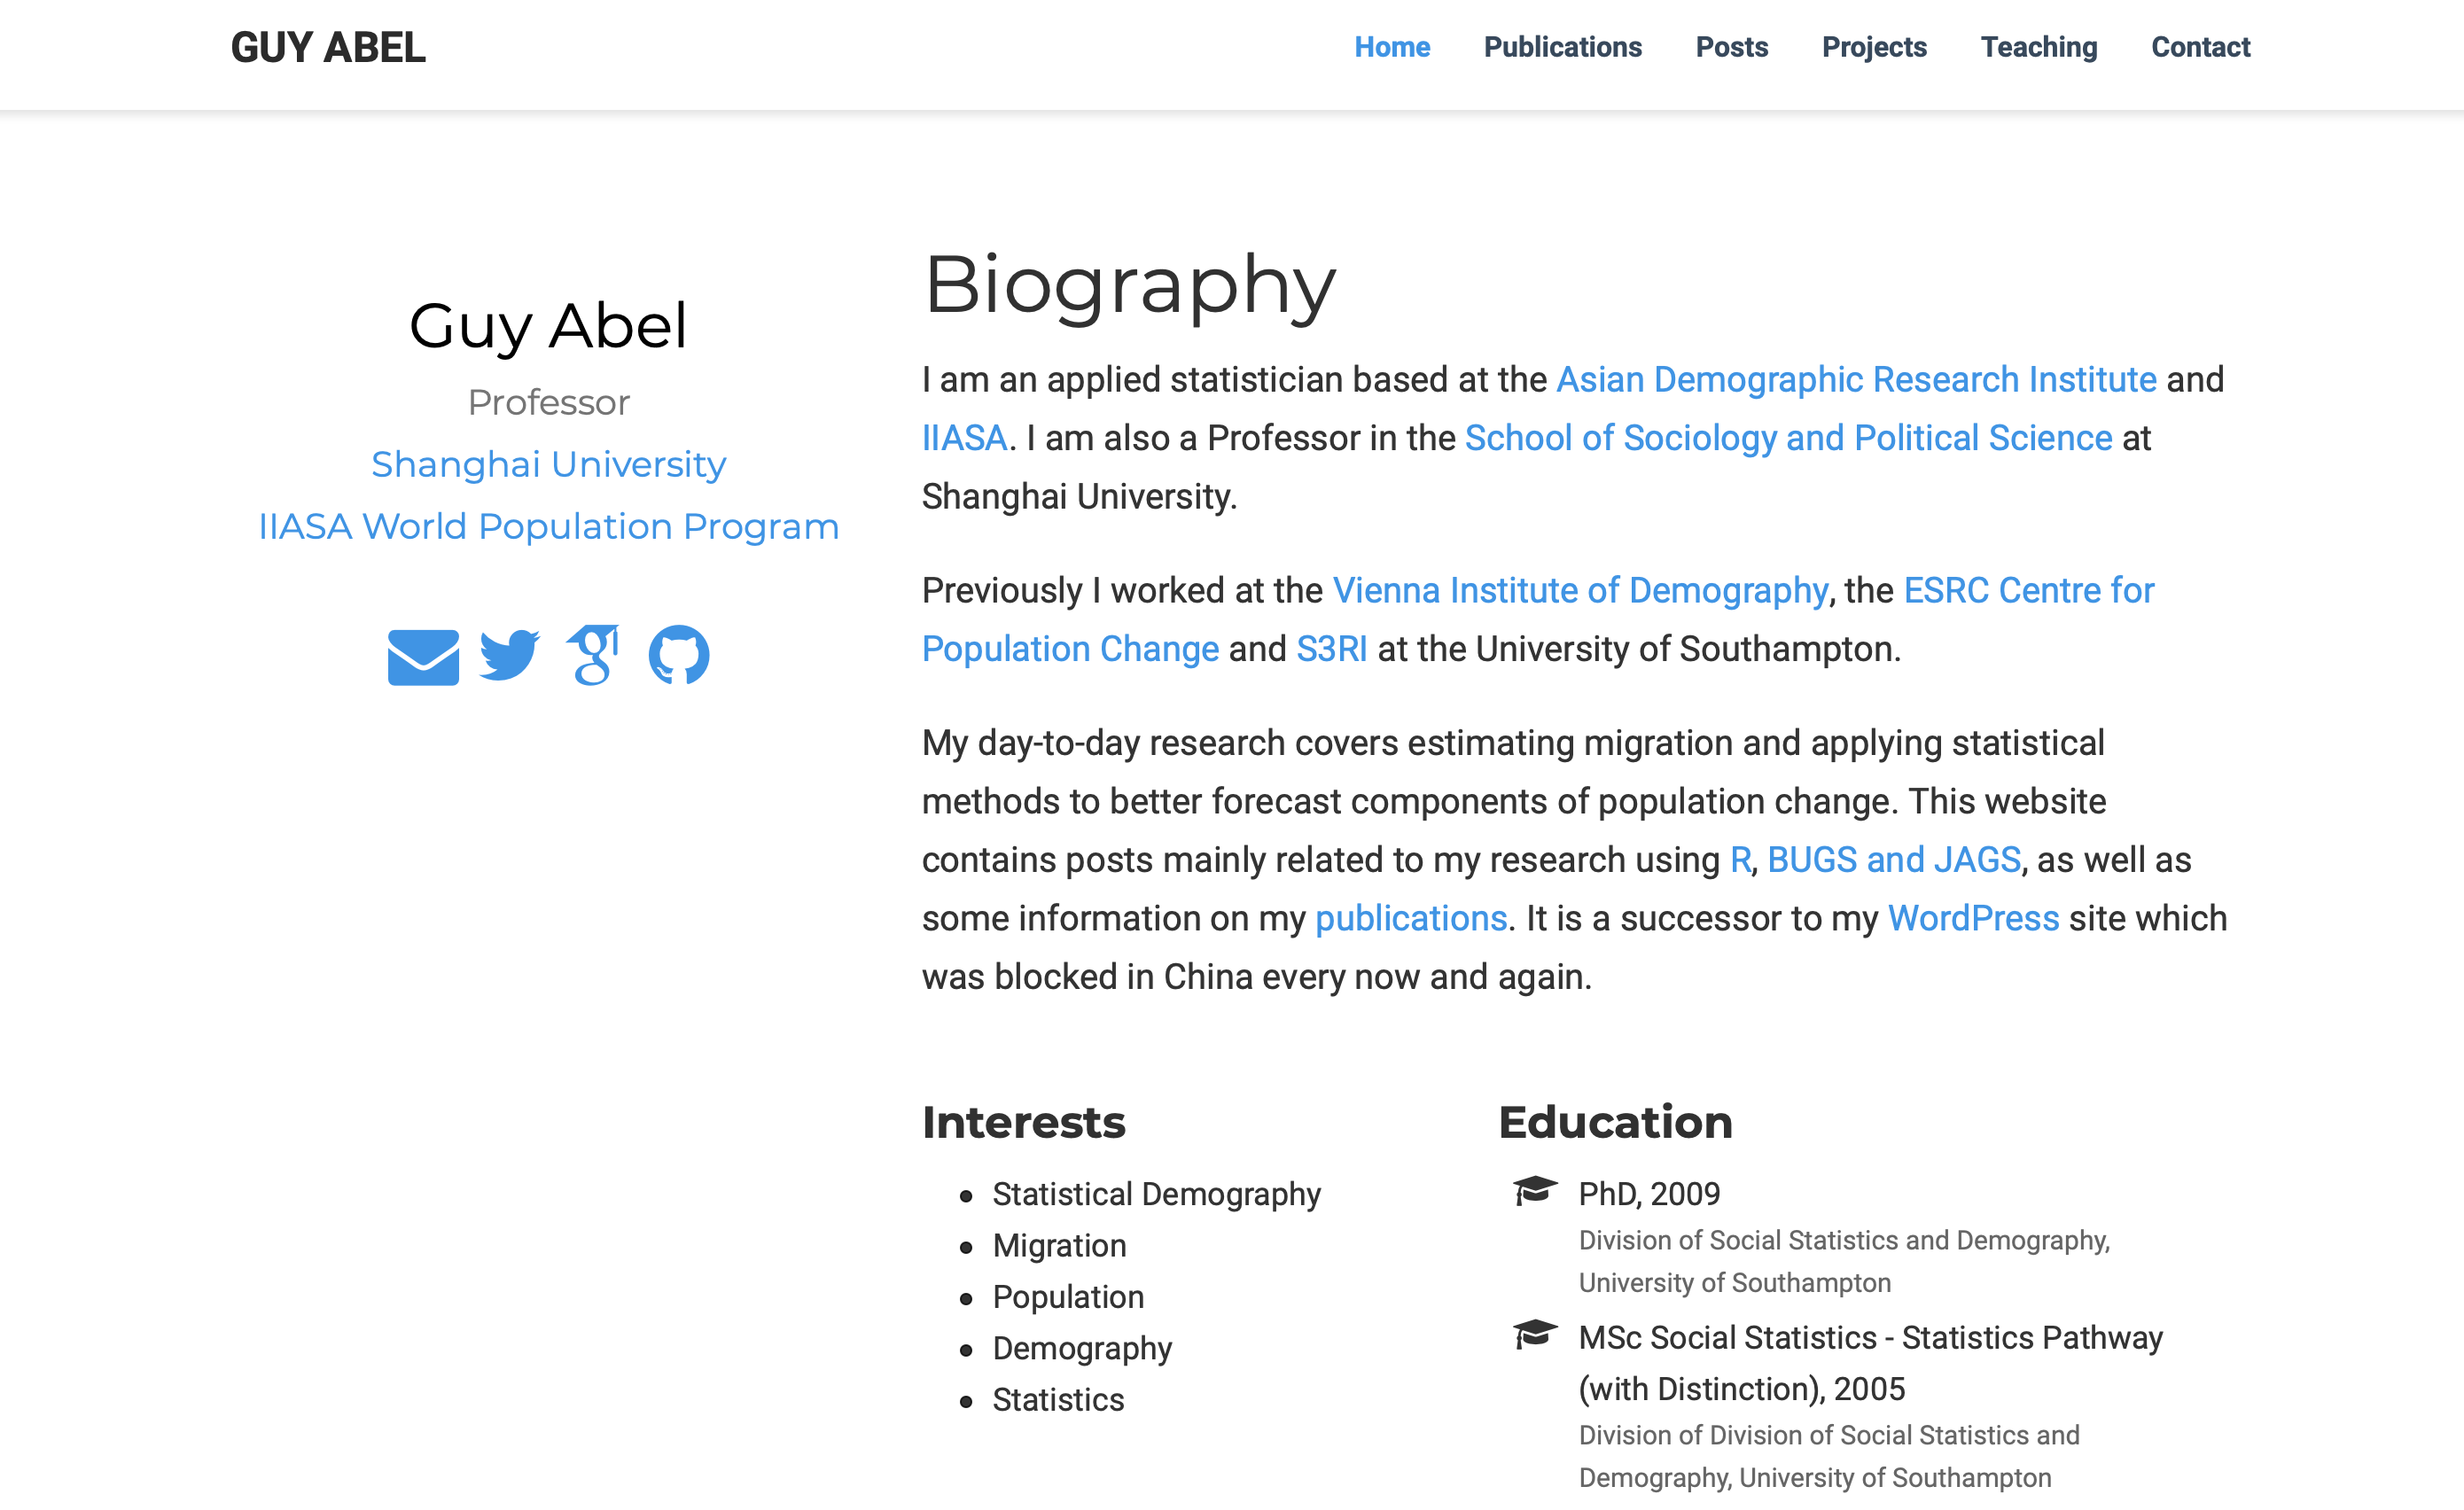 GUY ABEL
Home Publications Posts Projects Teaching Contact
Guy Abel
Professor
Shanghai University
IIASA World Population Program
Biography
I am an applied statistician based at the Asian Demographic Research Institute and
IIASA. I am also a Professor in the School of Sociology and Political Science at
Shanghai University.
Previously I worked at the Vienna Institute of Demography, the ESRC Centre for
Population Change and S3RI at the University of Southampton.
My day-to-day research covers estimating migration and applying statistical
methods to better forecast components of population change. This website
contains posts mainly related to my research using R, BUGS and JAGS, as well as
some information on my publications. It is a successor to my WordPress site which
was blocked in China every now and again.
Interests
Statistical Demography
Migration
Population
Demography
Statistics
Education
PhD, 2009
Division of Social Statistics and Demography,
University of Southampton
MSc Social Statistics - Statistics Pathway
(with Distinction), 2005
Division of Division of Social Statistics and
Demography, University of Southampton